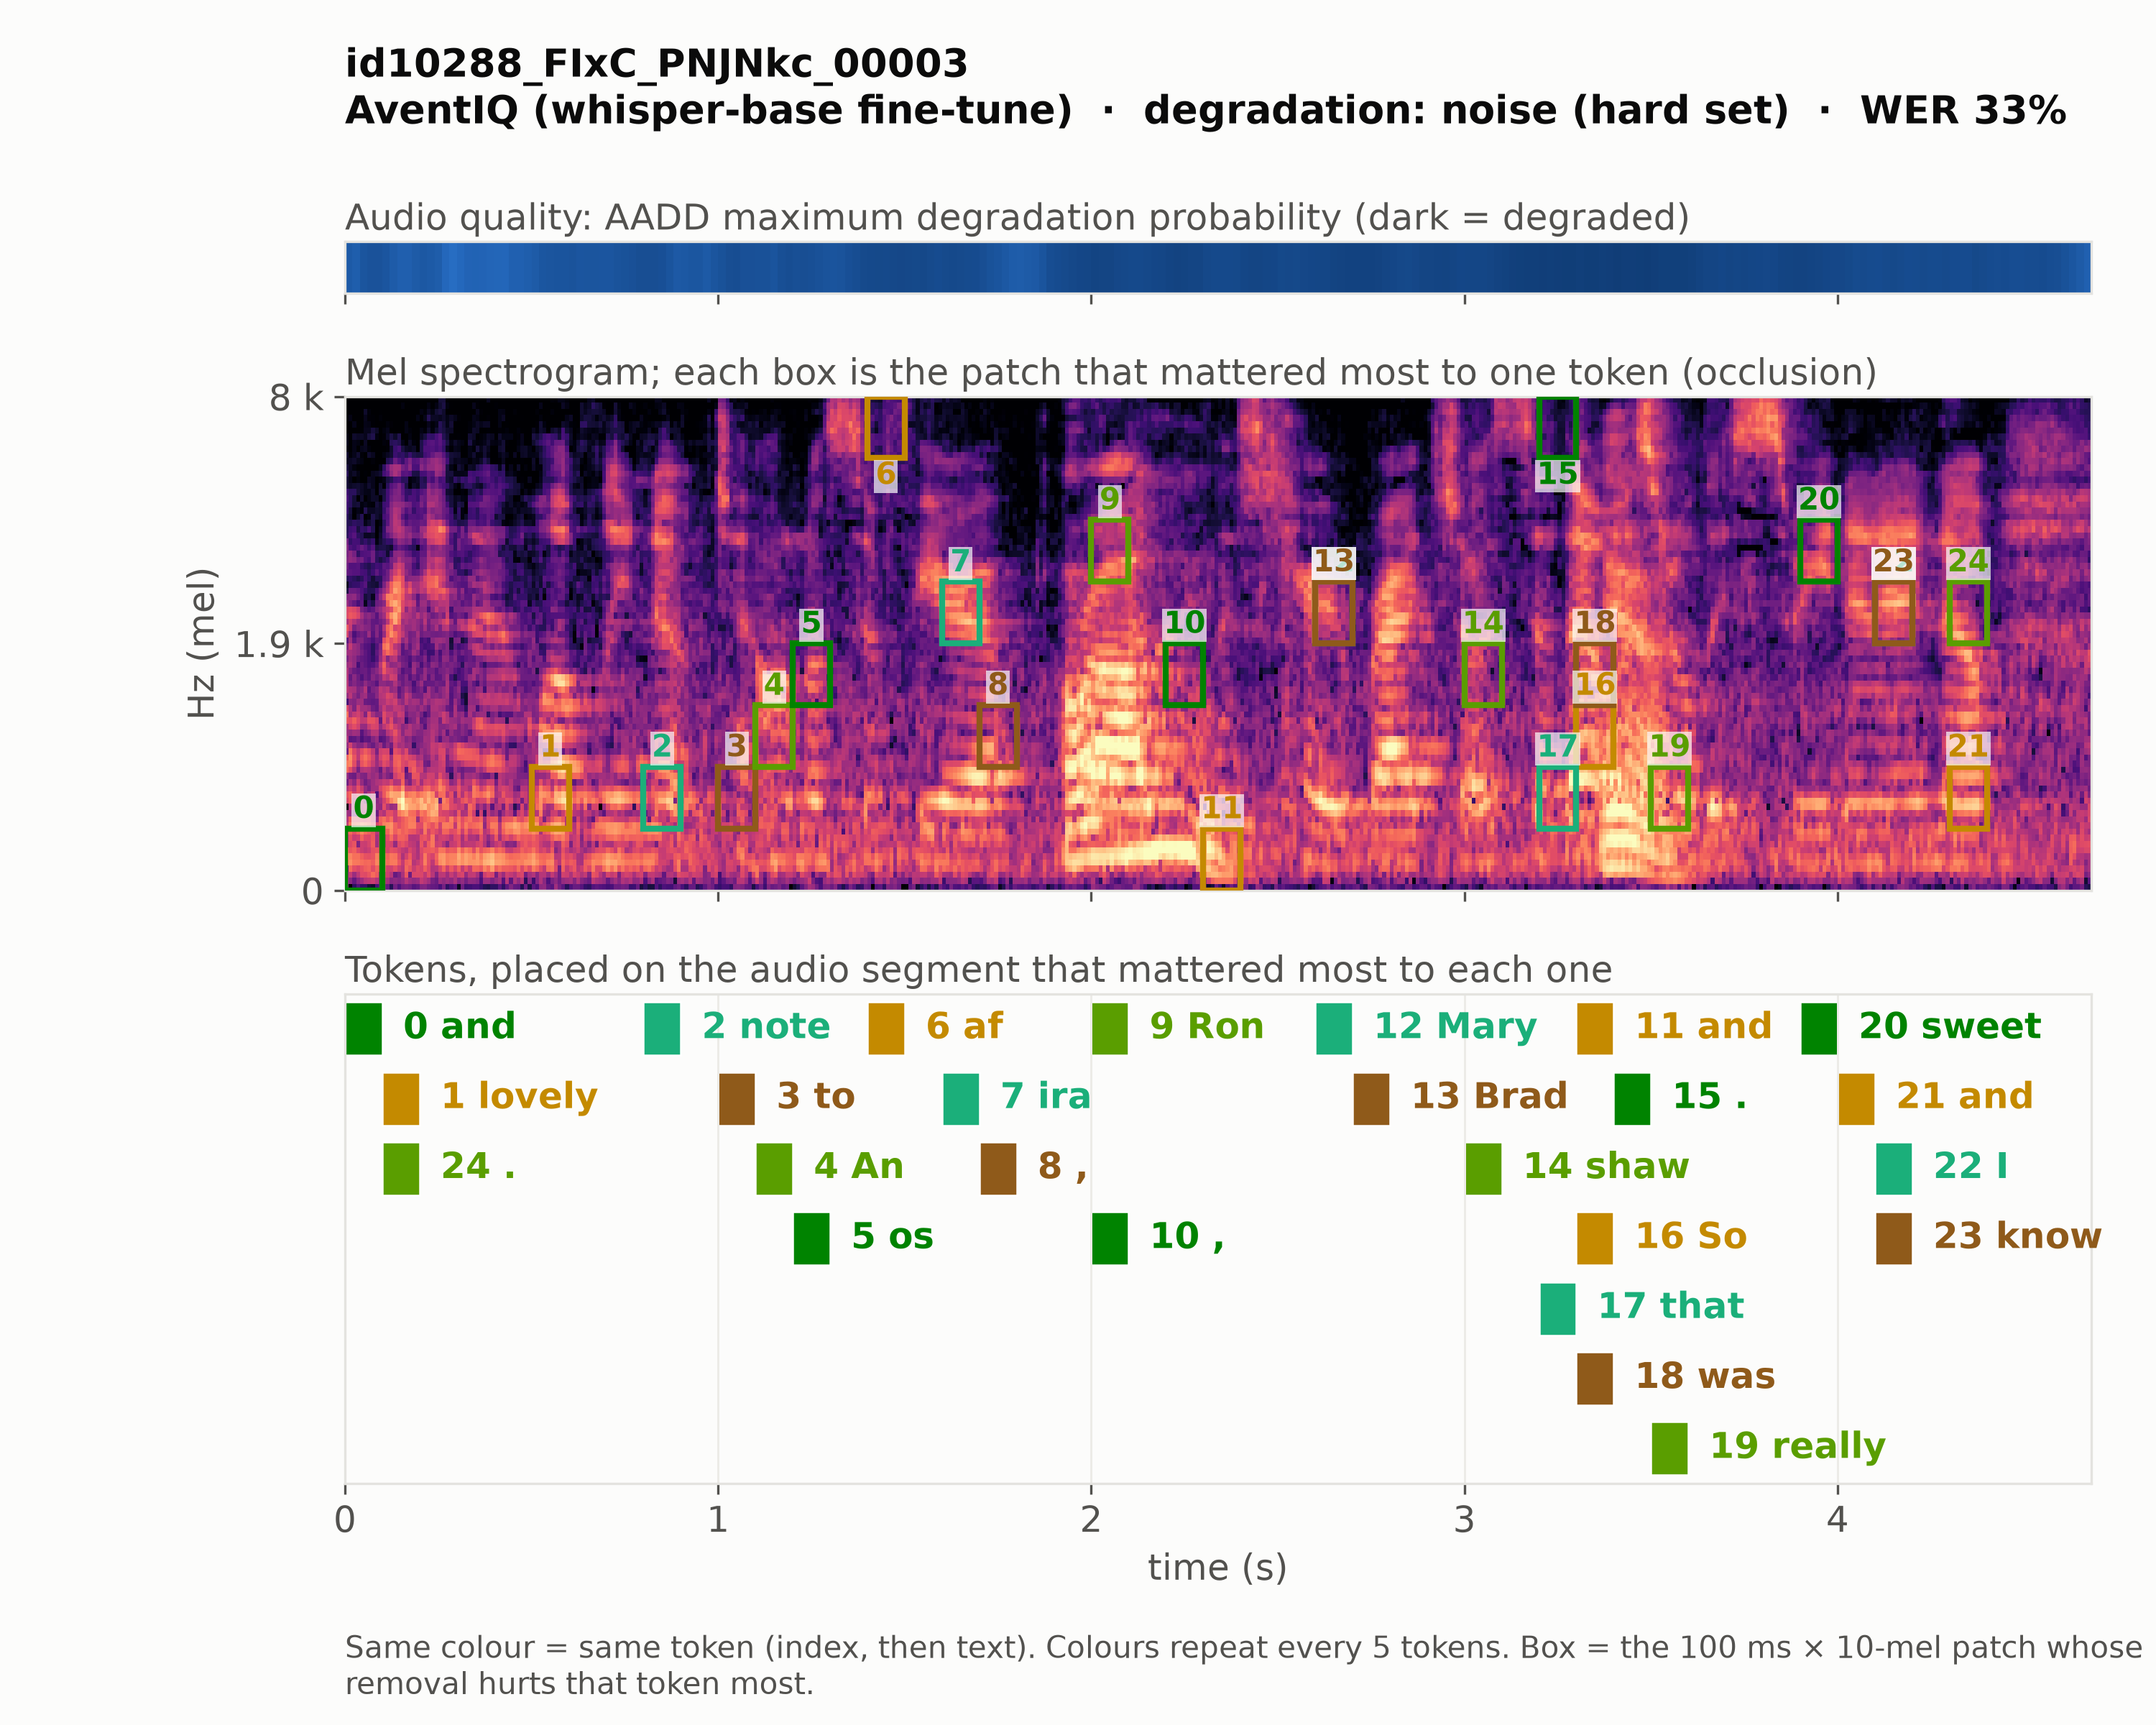 id10288_FIxC_PNJNkc_00003
AventIQ (whisper-base fine-tune) · degradation: noise (hard set) · WER 33%
Audio quality: AADD maximum degradation probability (dark = degraded)
Mel spectrogram; each box is the patch that mattered most to one token (occlusion)
8 k
1.9 k
0
Hz (mel)
6
15
9
20
7
13
23
24
5
10
14
18
4
8
16
1
2
3
17
19
21
0
11
Tokens, placed on the audio segment that mattered most to each one
0 and
2 note
6 af
9 Ron
12 Mary
11 and
20 sweet
1 lovely
3 to
7 ira
13 Brad
15 .
21 and
24 .
4 An
8 ,
14 shaw
22 I
5 os
10 ,
16 So
23 know
17 that
18 was
19 really
0 1 2 3 4
time (s)
Same colour = same token (index, then text). Colours repeat every 5 tokens. Box = the 100 ms × 10-mel patch whose
removal hurts that token most.